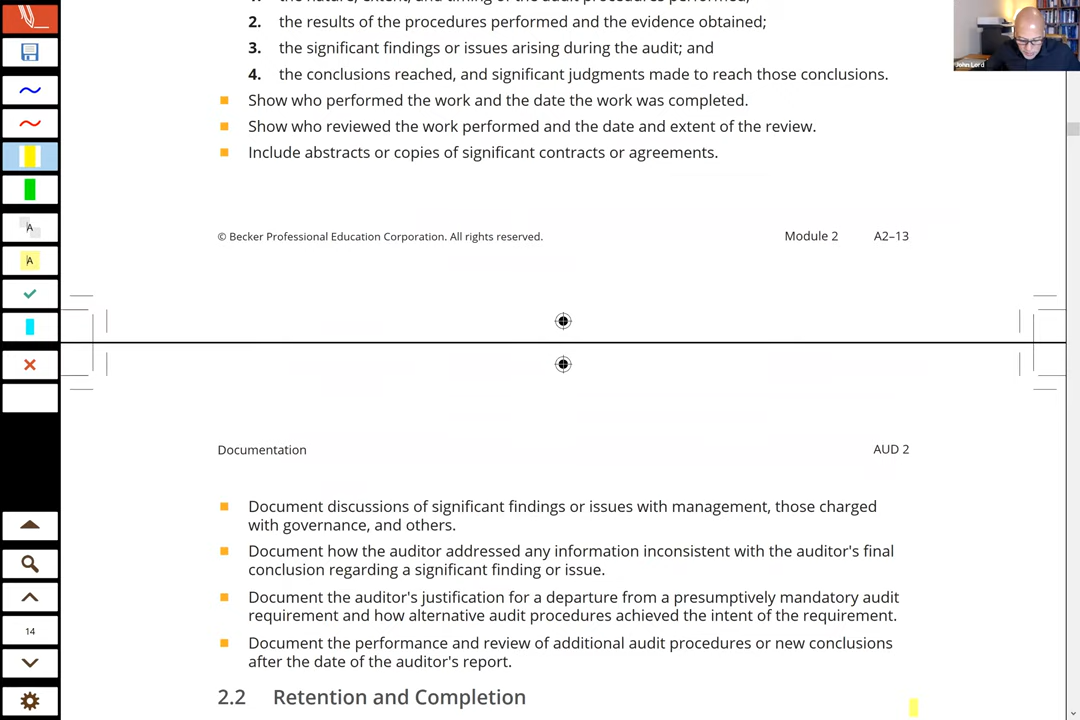 2. the results of the procedures performed and the evidence obtained;
John Lord
3. the significant findings or issues arising during the audit; and
4. the conclusions reached, and significant judgments made to reach those conclusions.
Show who performed the work and the date the work was completed.
Show who reviewed the work performed and the date and extent of the review.
Include abstracts or copies of significant contracts or agreements.
A
© Becker Professional Education Corporation. All rights reserved. Module 2 A2–13
A
Documentation AUD 2
Document discussions of significant findings or issues with management, those charged
with governance, and others.
Document how the auditor addressed any information inconsistent with the auditor's final
conclusion regarding a significant finding or issue.
Document the auditor's justification for a departure from a presumptively mandatory audit
requirement and how alternative audit procedures achieved the intent of the requirement.
14
Document the performance and review of additional audit procedures or new conclusions
after the date of the auditor's report.
2.2 Retention and Completion